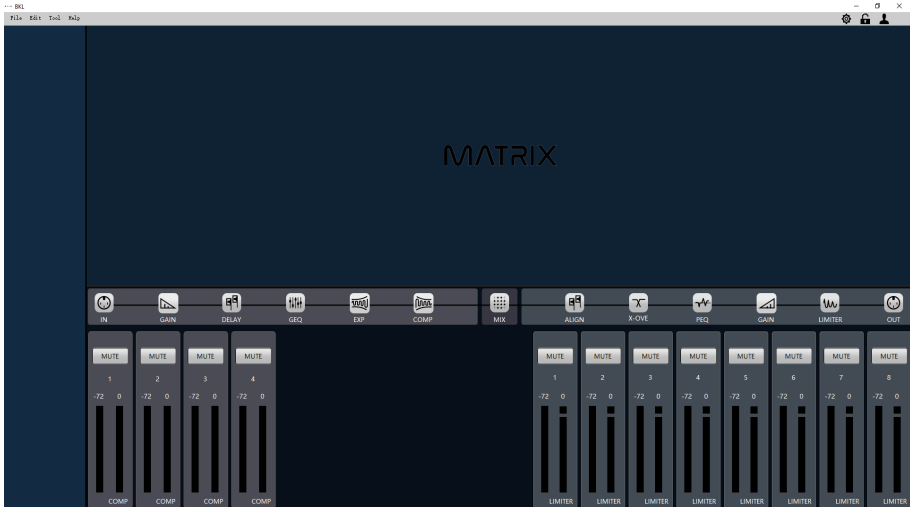 BK1
File Edit Tool Help
MATRIX
IN GAIN DELAY GEQ EXP COMP MIX ALIGN X-OVE PEQ GAIN LIMITER OUT
MUTE MUTE MUTE MUTE MUTE MUTE MUTE MUTE MUTE MUTE MUTE MUTE
1 2 3 4 1 2 3 4 5 6 7 8
-72 0 -72 0 -72 0 -72 0 -72 0 -72 0 -72 0 -72 0 -72 0 -72 0 -72 0 -72 0
COMP COMP COMP COMP LIMITER LIMITER LIMITER LIMITER LIMITER LIMITER LIMITER LIMITER